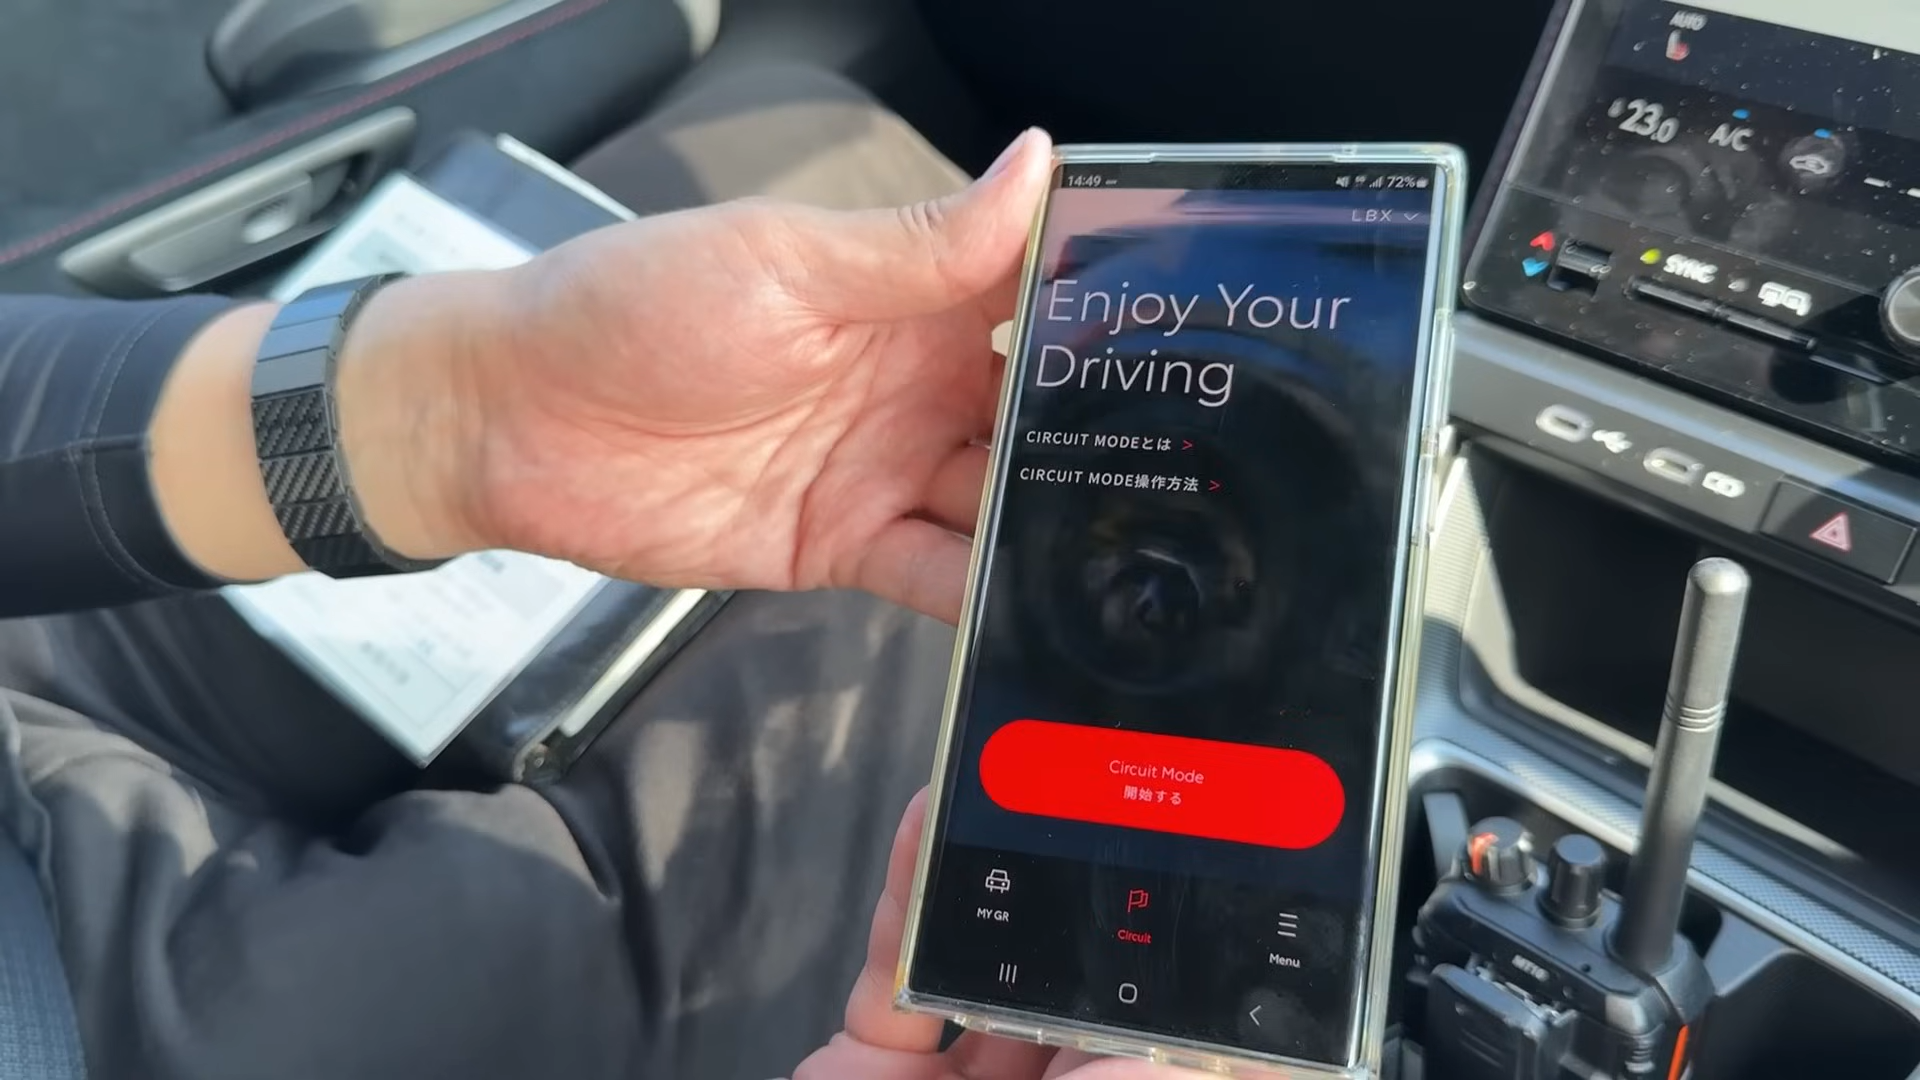 14:49
72%
LBX
Enjoy Your
Driving
CIRCUIT MODEとは >
CIRCUIT MODE操作方法 >
Circuit Mode
開始する
MY GR
Circuit
Menu
AUTO
23.0
A/C
SYNC